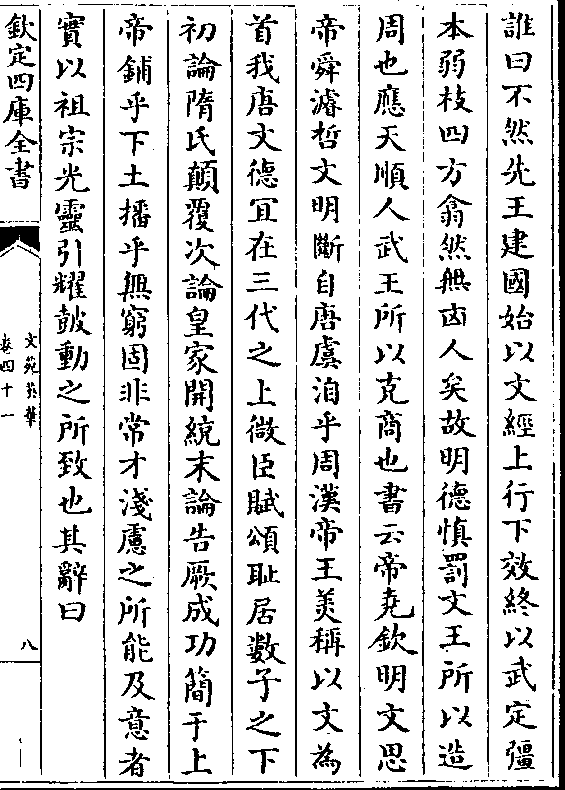 誰曰不然先王建國始以文經上行下效終以武定彊
本弱枝四方翕然無凶人矣故明德慎罰文王所以造
周也應天順人武王所以克商也書云帝堯欽明文思
帝舜濬哲文明斷自唐虞洎乎周漢帝王美稱以文為
首我唐文德宜在三代之上微臣賦頌耻居數子之下
初論隋氏顛覆次論皇家開統末論告厥成功簡于上
帝鋪乎下土播乎無窮固非常才淺慮之所能及意者
實以祖宗光靈引耀鼓動之所致也其辭曰
欽定四庫全書
文苑英華
卷四十一
八